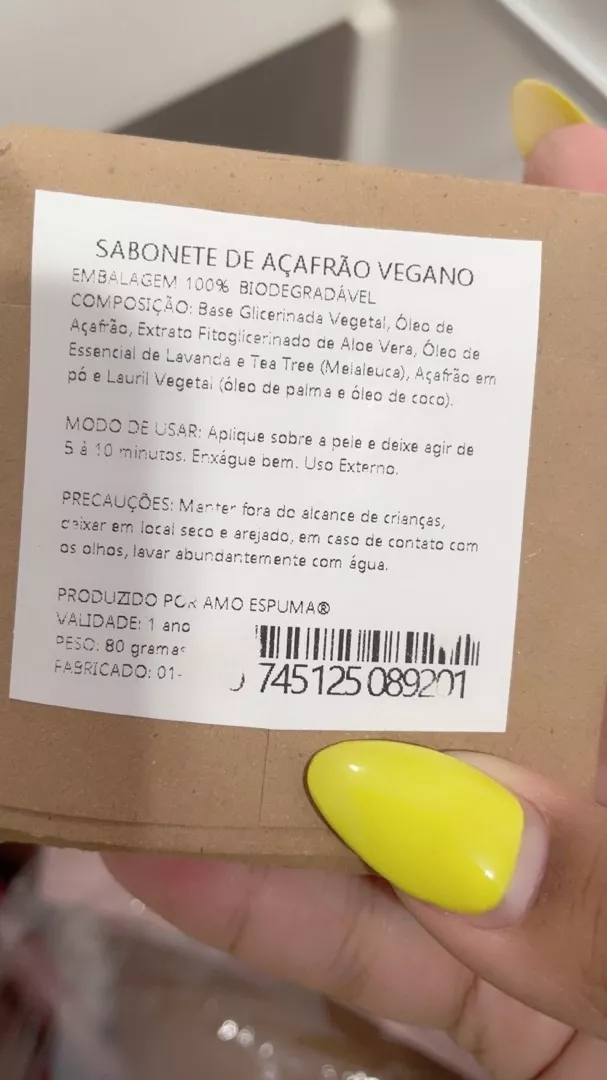 SABONETE DE AÇAFRÃO VEGANO
EMBALAGEM 100% BIODEGRADÁVEL
COMPOSIÇÃO: Base Glicerinada Vegetal, Óleo de
Açafrão, Extrato Fitoglicerinado de Aloe Vera, Óleo de
Essencial de Lavanda e Tea Tree (Melaleuca), Açafrão em
pó e Lauril Vegetal (óleo de palma e óleo de coco).
MODO DE USAR: Aplique sobre a pele e deixe agir de
5 à 10 minutos. Enxágue bem. Uso Externo.
PRECAUÇÕES: Manter fora do alcance de crianças,
deixar em local seco e arejado, em caso de contato com
os olhos, lavar abundantemente com água.
PRODUZIDO POR AMO ESPUMA®
VALIDADE: 1 ano
PESO: 80 gramas
FABRICADO: 01-
745125 089201